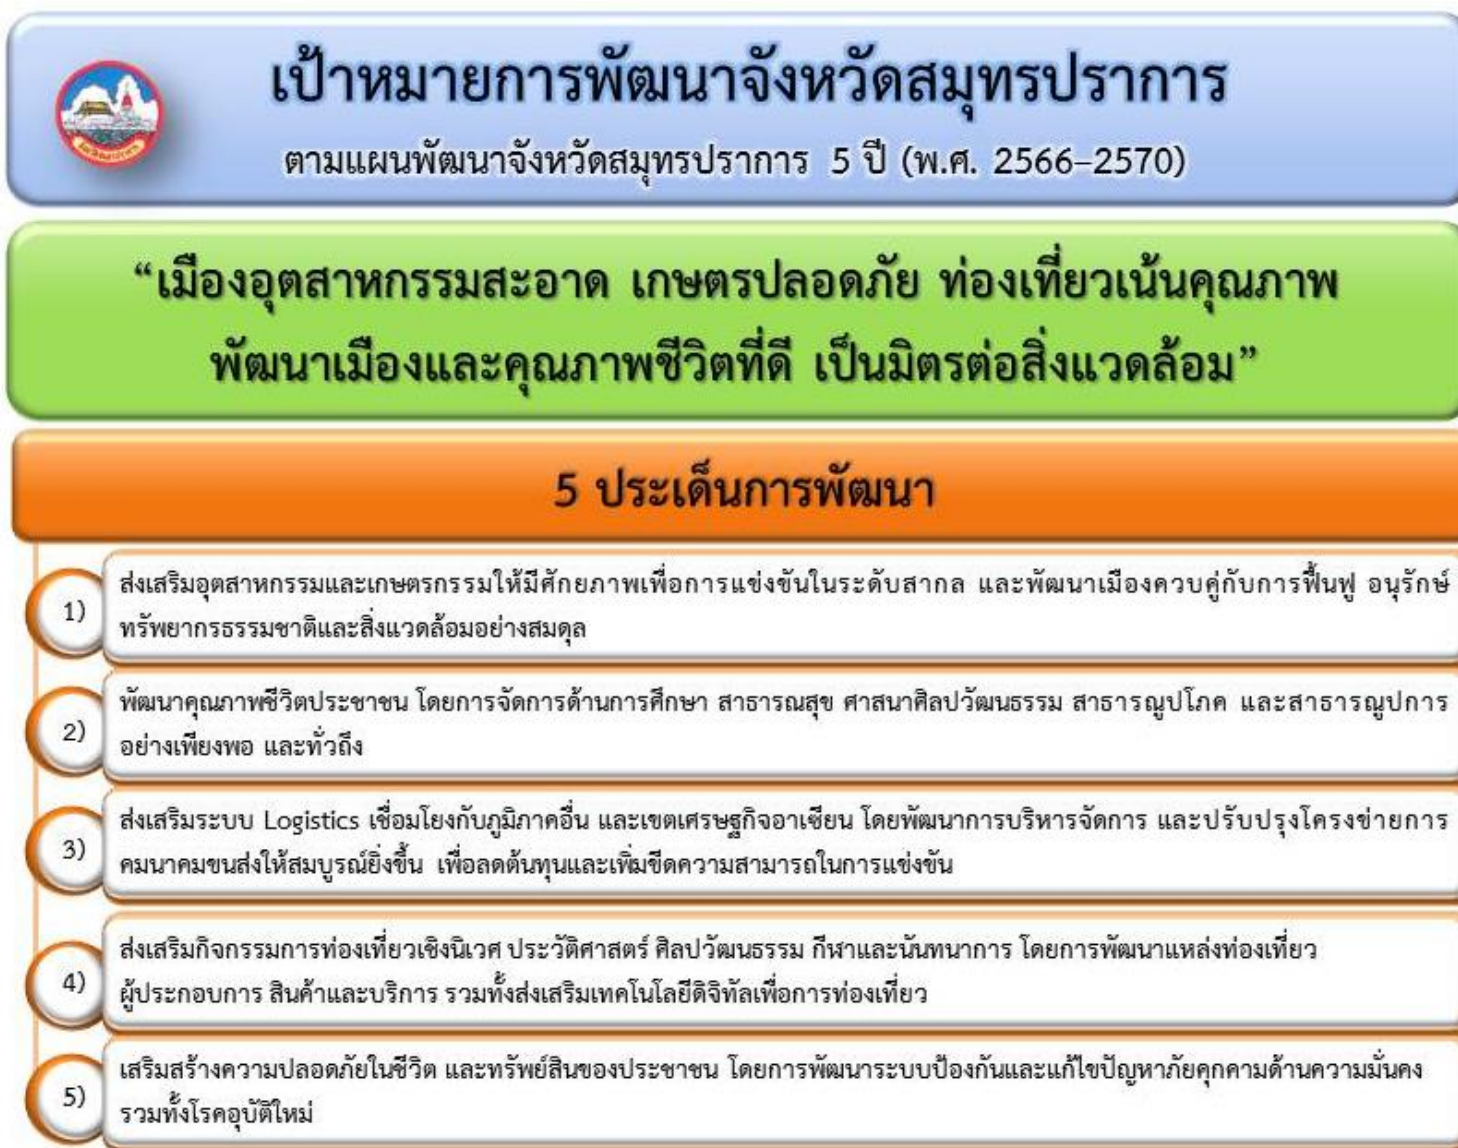 เป้าหมายการพัฒนาจังหวัดสมุทรปราการ
ตามแผนพัฒนาจังหวัดสมุทรปราการ 5 ปี (พ.ศ. 2566–2570)
“เมืองอุตสาหกรรมสะอาด เกษตรปลอดภัย ท่องเที่ยวเน้นคุณภาพ
พัฒนาเมืองและคุณภาพชีวิตที่ดี เป็นมิตรต่อสิ่งแวดล้อม”
5 ประเด็นการพัฒนา
1) ส่งเสริมอุตสาหกรรมและเกษตรกรรมให้มีศักยภาพเพื่อการแข่งขันในระดับสากล และพัฒนาเมืองควบคู่กับการฟื้นฟู อนุรักษ์
ทรัพยากรธรรมชาติและสิ่งแวดล้อมอย่างสมดุล
2) พัฒนาคุณภาพชีวิตประชาชน โดยการจัดการด้านการศึกษา สาธารณสุข ศาสนาศิลปวัฒนธรรม สาธารณูปโภค และสาธารณูปการ
อย่างเพียงพอ และทั่วถึง
3) ส่งเสริมระบบ Logistics เชื่อมโยงกับภูมิภาคอื่น และเขตเศรษฐกิจอาเซียน โดยพัฒนาการบริหารจัดการ และปรับปรุงโครงข่ายการ
คมนาคมขนส่งให้สมบูรณ์ยิ่งขึ้น เพื่อลดต้นทุนและเพิ่มขีดความสามารถในการแข่งขัน
4) ส่งเสริมกิจกรรมการท่องเที่ยวเชิงนิเวศ ประวัติศาสตร์ ศิลปวัฒนธรรม กีฬาและนันทนาการ โดยการพัฒนาแหล่งท่องเที่ยว
ผู้ประกอบการ สินค้าและบริการ รวมทั้งส่งเสริมเทคโนโลยีดิจิทัลเพื่อการท่องเที่ยว
5) เสริมสร้างความปลอดภัยในชีวิต และทรัพย์สินของประชาชน โดยการพัฒนาระบบป้องกันและแก้ไขปัญหาภัยคุกคามด้านความมั่นคง
รวมทั้งโรคอุบัติใหม่